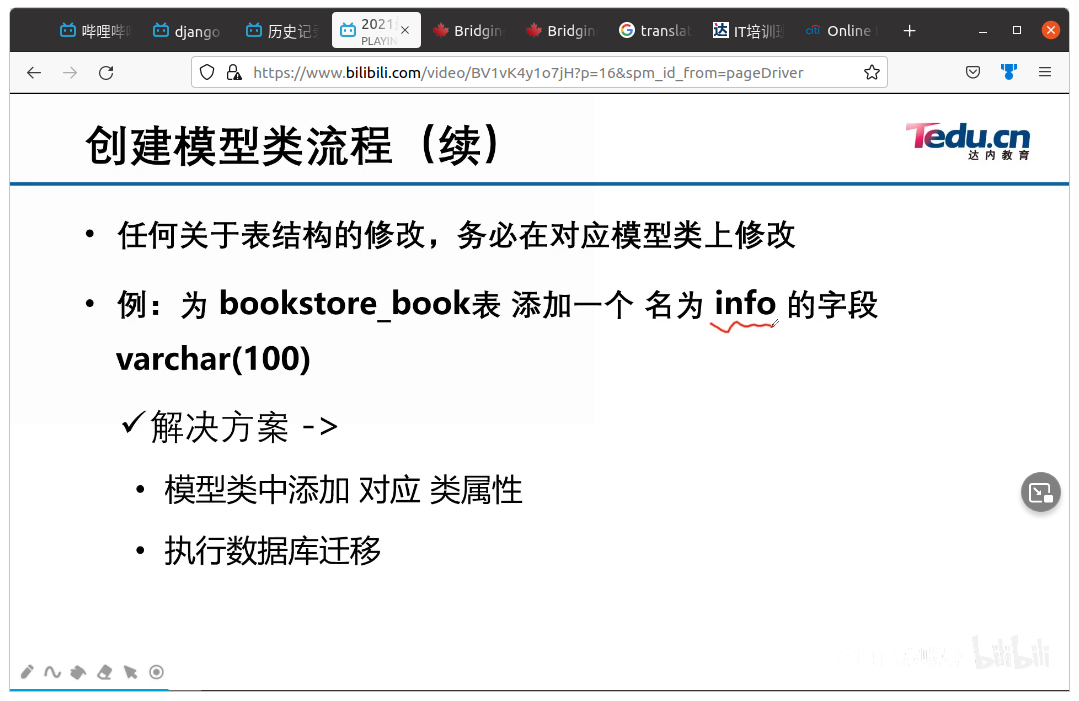 哔哩哔哩
django
历史记录
2021
PLAYING
Bridgin
Bridgin
translat
IT培训班
Online
https://www.bilibili.com/video/BV1vK4y1o7jH?p=16&spm_id_from=pageDriver
创建模型类流程（续）
Tedu.cn
达内教育
• 任何关于表结构的修改，务必在对应模型类上修改
• 例：为 bookstore_book表 添加一个 名为 info 的字段
varchar(100)
✓解决方案 ->
• 模型类中添加 对应 类属性
• 执行数据库迁移
bilibili